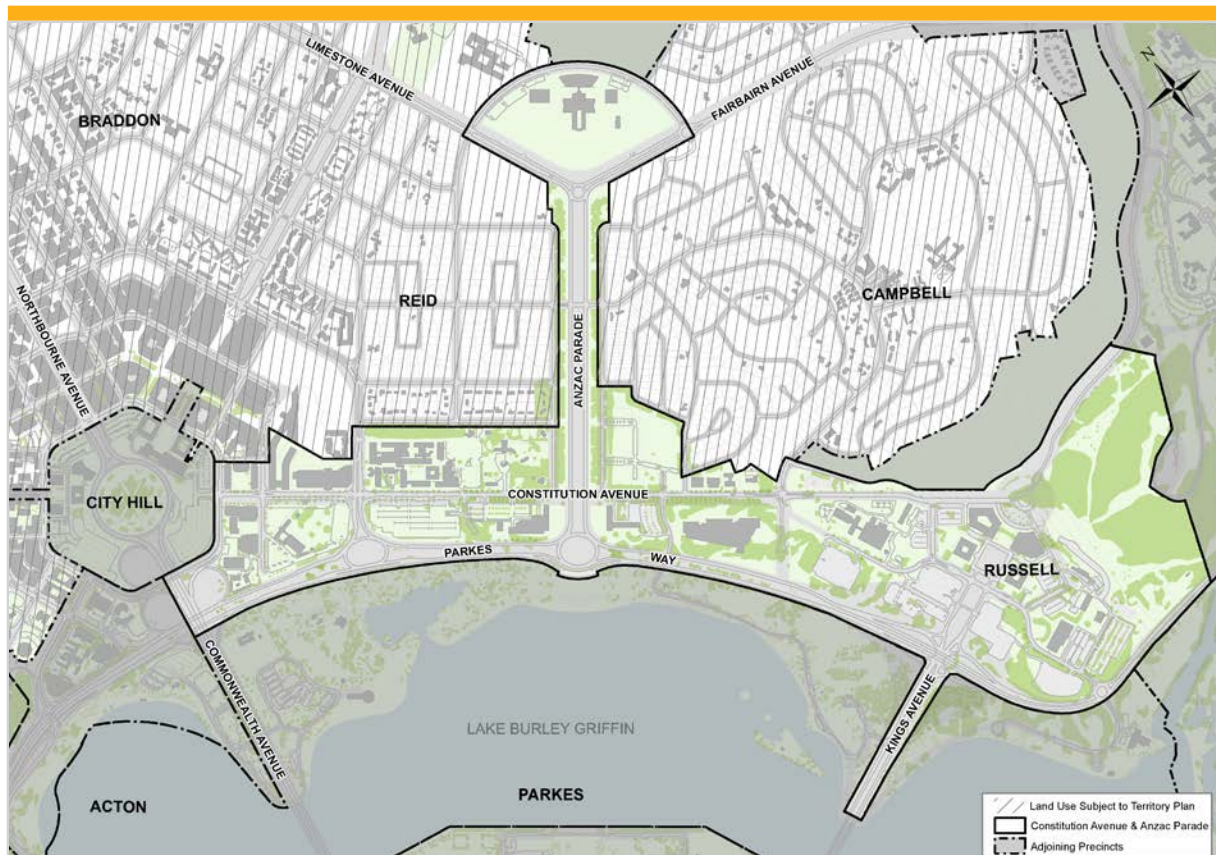 LIMESTONE AVENUE
FAIRBAIRN AVENUE
N
BRADDON
NORTHBOURNE AVENUE
REID
ANZAC PARADE
CAMPBELL
CITY HILL
CONSTITUTION AVENUE
PARKES WAY
RUSSELL
COMMONWEALTH AVENUE
KINGS AVENUE
LAKE BURLEY GRIFFIN
ACTON
PARKES
Land Use Subject to Territory Plan
Constitution Avenue & Anzac Parade
Adjoining Precincts